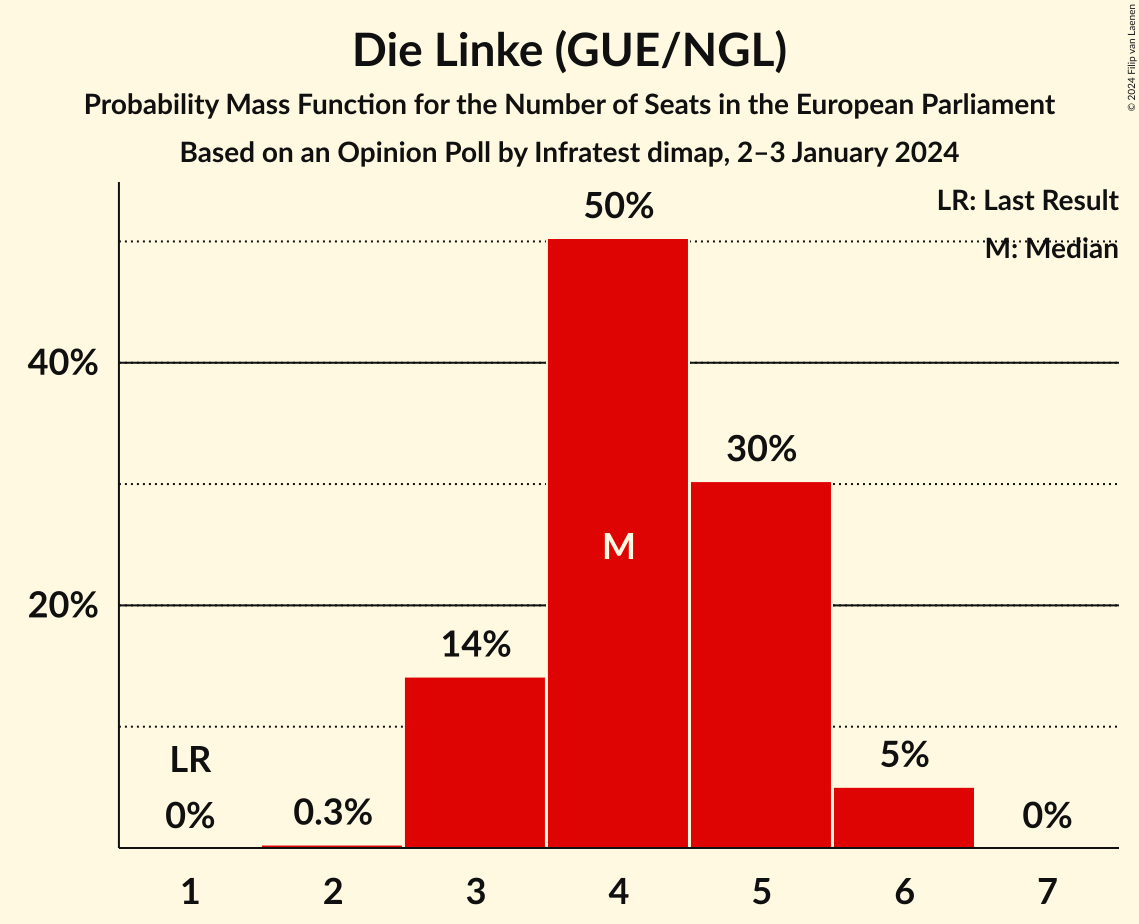 © 2024 Filip van Laenen
Die Linke (GUE/NGL)
Probability Mass Function for the Number of Seats in the European Parliament
Based on an Opinion Poll by Infratest dimap, 2–3 January 2024
LR: Last Result
M: Median
50%
40%
30%
M
20%
14%
LR
5%
0%
0.3%
0%
1 2 3 4 5 6 7